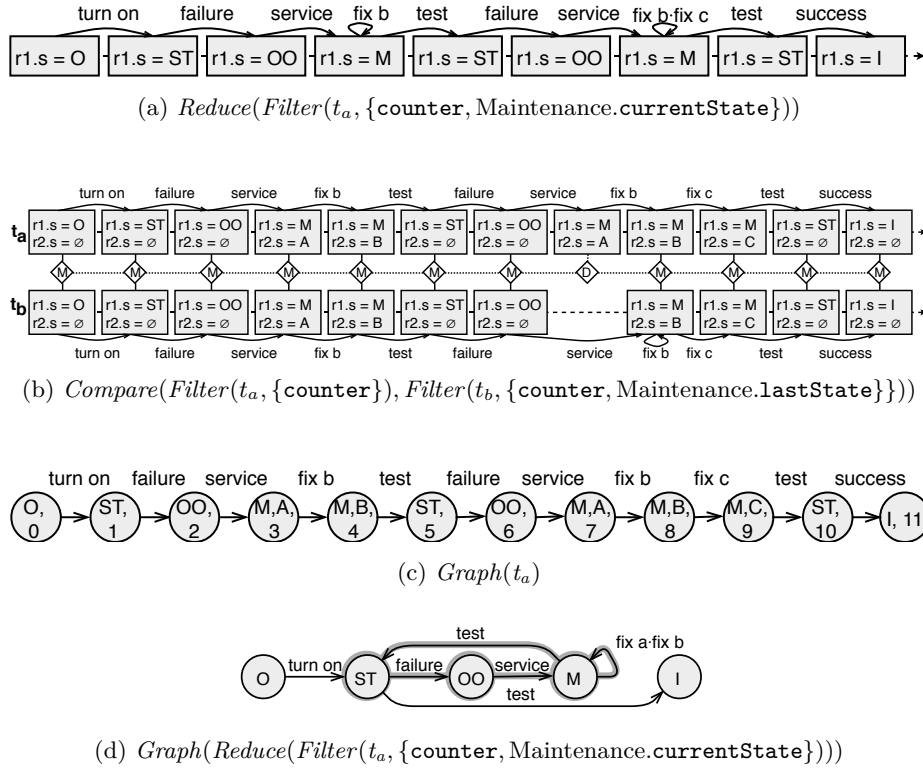 turn on failure service fix b test failure service fix b·fix c test success
r1.s = O r1.s = ST r1.s = OO r1.s = M r1.s = ST r1.s = OO r1.s = M r1.s = ST r1.s = I
(a) Reduce(Filter(t_a, {counter, Maintenance.currentState}))
turn on failure service fix b test failure service fix b fix c test success
t_a
r1.s = O r1.s = ST r1.s = OO r1.s = M r1.s = M r1.s = ST r1.s = OO r1.s = M r1.s = M r1.s = M r1.s = ST r1.s = I
r2.s = ∅ r2.s = ∅ r2.s = ∅ r2.s = A r2.s = B r2.s = ∅ r2.s = ∅ r2.s = A r2.s = B r2.s = C r2.s = ∅ r2.s = ∅
M M M M M M M D M M M M
t_b
r1.s = O r1.s = ST r1.s = OO r1.s = M r1.s = M r1.s = ST r1.s = OO r1.s = M r1.s = M r1.s = ST r1.s = I
r2.s = ∅ r2.s = ∅ r2.s = ∅ r2.s = A r2.s = B r2.s = ∅ r2.s = ∅ r2.s = B r2.s = C r2.s = ∅ r2.s = ∅
turn on failure service fix b test failure service fix b fix c test success
(b) Compare(Filter(t_a, {counter}), Filter(t_b, {counter, Maintenance.lastState}}))
turn on failure service fix b test failure service fix b fix c test success
O, ST, OO, M,A, M,B, ST, OO, M,A, M,B, M,C, ST, I, 11
0 1 2 3 4 5 6 7 8 9 10
(c) Graph(t_a)
test fix a·fix b
turn on failure service
O ST OO M I
test
(d) Graph(Reduce(Filter(t_a, {counter, Maintenance.currentState})))